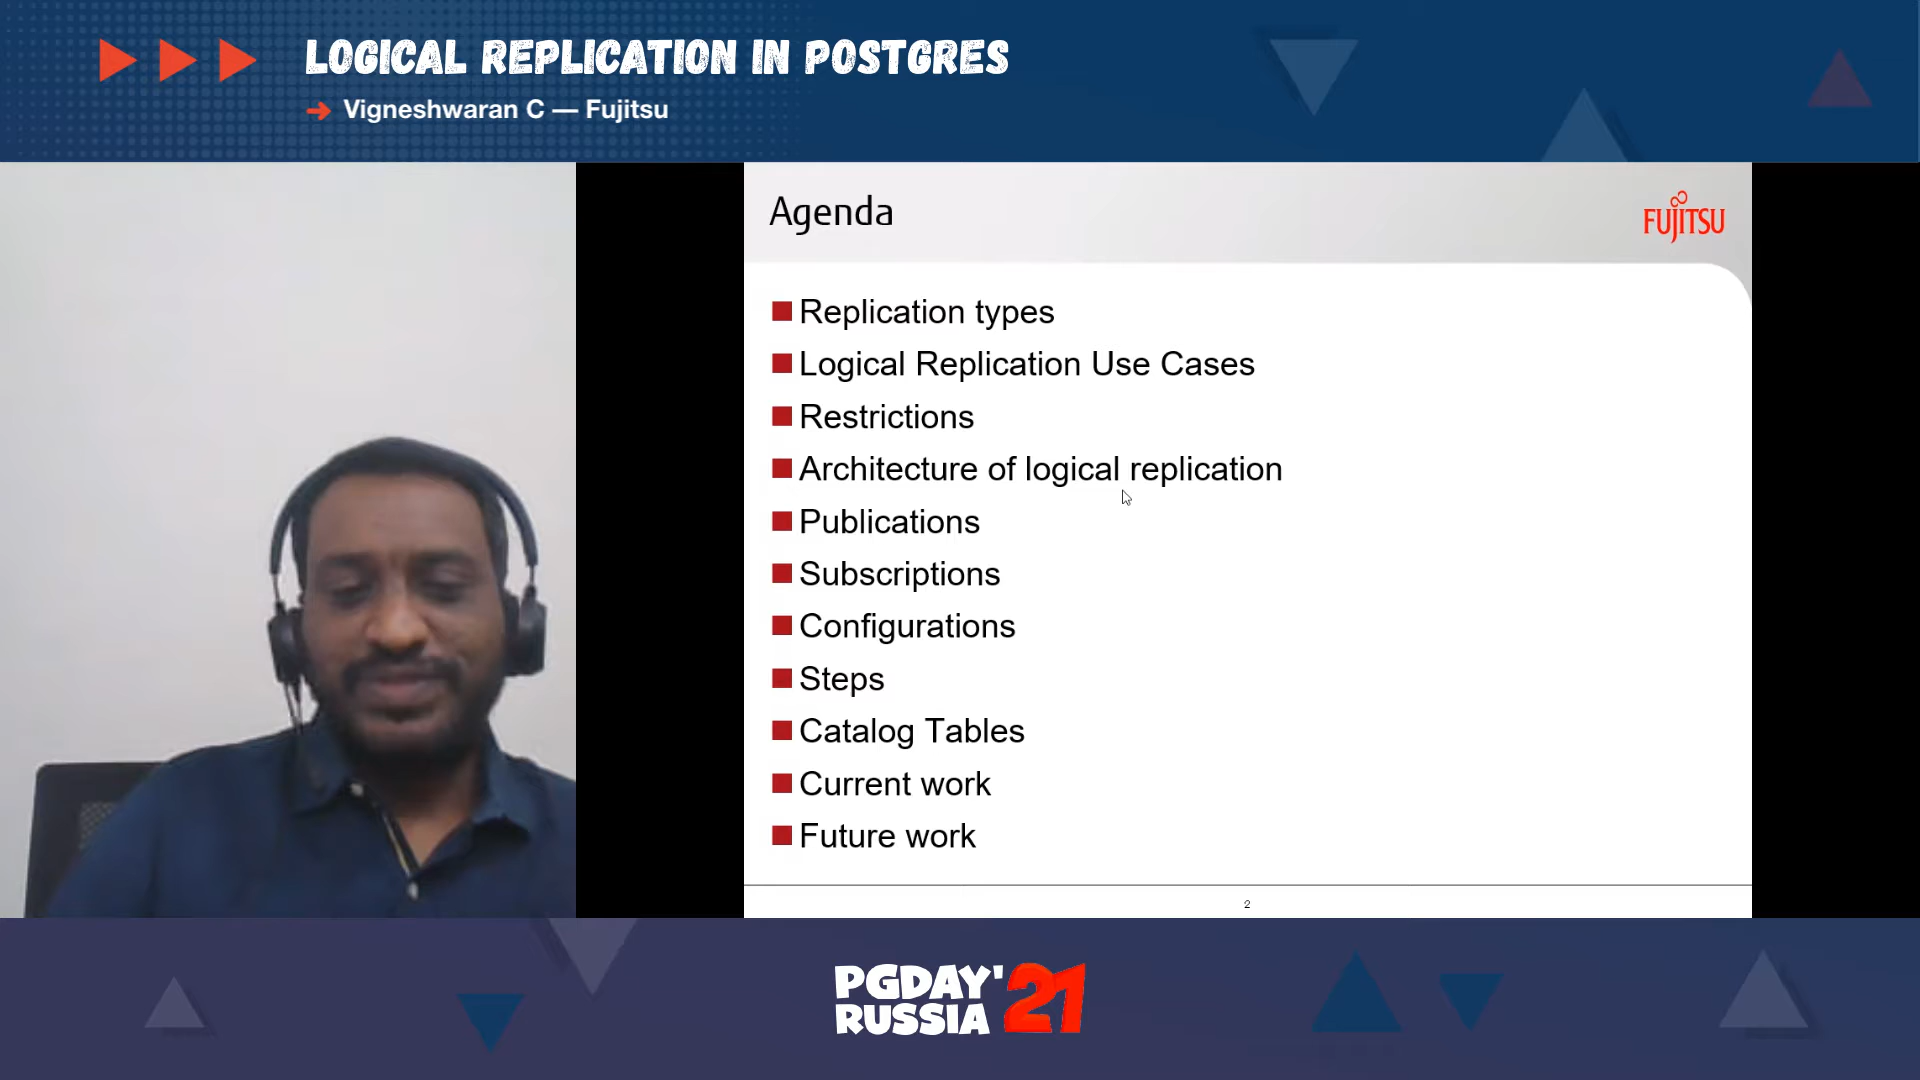 LOGICAL REPLICATION IN POSTGRES
Vigneshwaran C — Fujitsu
Agenda
FUJITSU
Replication types
Logical Replication Use Cases
Restrictions
Architecture of logical replication
Publications
Subscriptions
Configurations
Steps
Catalog Tables
Current work
Future work
2
PGDAY'21
RUSSIA